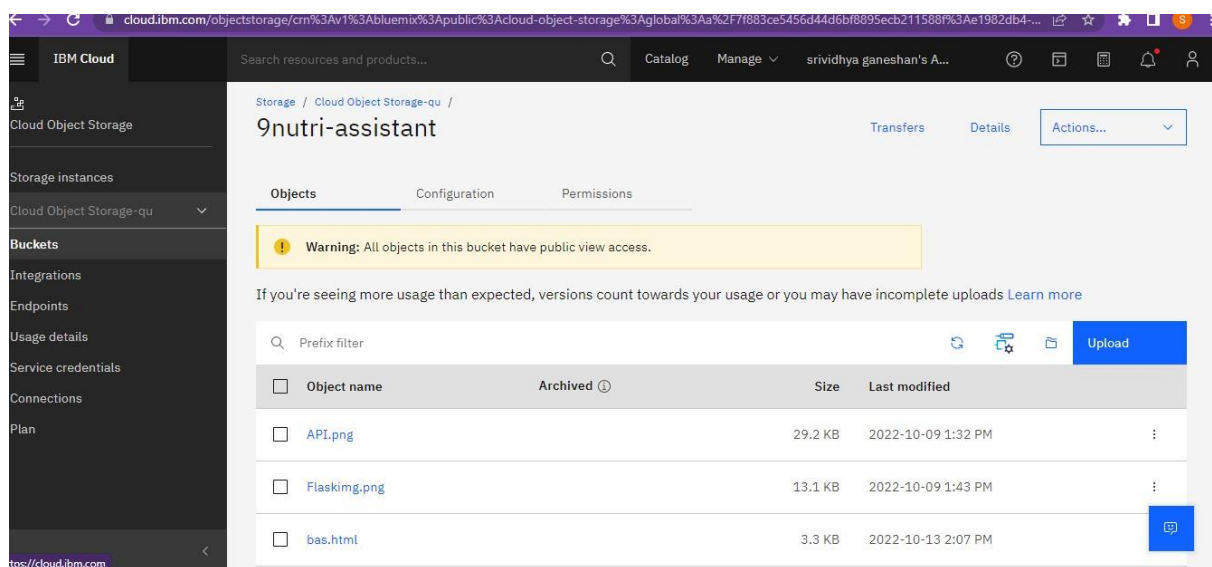 cloud.ibm.com/objectstorage/crn%3Av1%3Abluemix%3Apublic%3Acloud-object-storage%3Aglobal%3Aa%2F7f883ce5456d44d6bf8895ecb211588f%3Ae1982db4-...
S
IBM Cloud
Search resources and products...
Catalog
Manage
srividhya ganeshan's A...
Cloud Object Storage
Storage instances
Cloud Object Storage-qu
Buckets
Integrations
Endpoints
Usage details
Service credentials
Connections
Plan
tps://cloud.ibm.com
Storage / Cloud Object Storage-qu /
9nutri-assistant
Transfers
Details
Actions...
Objects
Configuration
Permissions
Warning: All objects in this bucket have public view access.
If you're seeing more usage than expected, versions count towards your usage or you may have incomplete uploads Learn more
Prefix filter
Upload
Object name Archived Size Last modified
API.png 29.2 KB 2022-10-09 1:32 PM
Flaskimg.png 13.1 KB 2022-10-09 1:43 PM
bas.html 3.3 KB 2022-10-13 2:07 PM